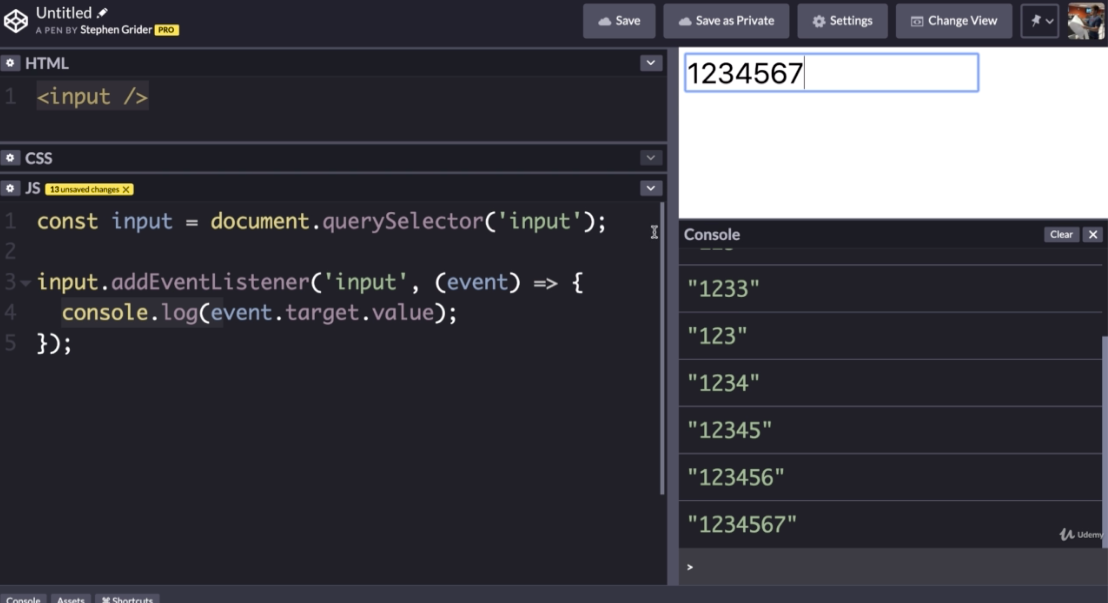 Untitled
A PEN BY Stephen Grider PRO
Save
Save as Private
Settings
Change View
HTML
1 <input />
CSS
JS 13 unsaved changes X
1 const input = document.querySelector('input');
2
3 input.addEventListener('input', (event) => {
4 console.log(event.target.value);
5 });
Console Assets ⌘ Shortcuts
1234567
Console
Clear
"1233"
"123"
"1234"
"12345"
"123456"
"1234567"
Udemy
>